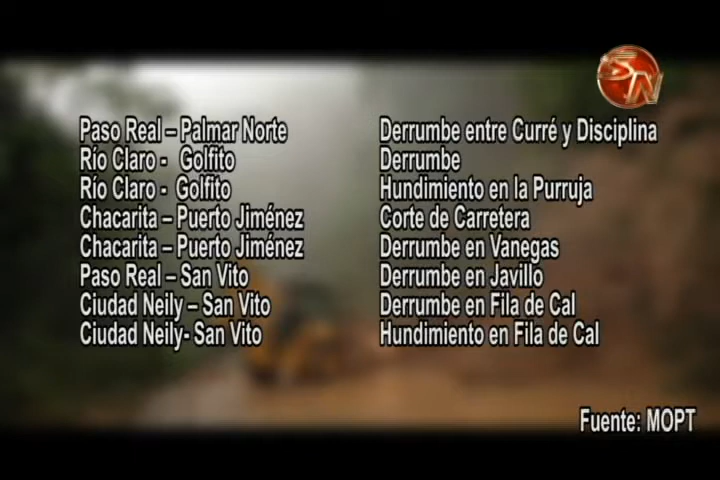 SN
Paso Real – Palmar Norte Derrumbe entre Curré y Disciplina
Río Claro - Golfito Derrumbe
Río Claro - Golfito Hundimiento en la Purruja
Chacarita – Puerto Jiménez Corte de Carretera
Chacarita – Puerto Jiménez Derrumbe en Vanegas
Paso Real – San Vito Derrumbe en Javillo
Ciudad Neily – San Vito Derrumbe en Fila de Cal
Ciudad Neily- San Vito Hundimiento en Fila de Cal
Fuente: MOPT